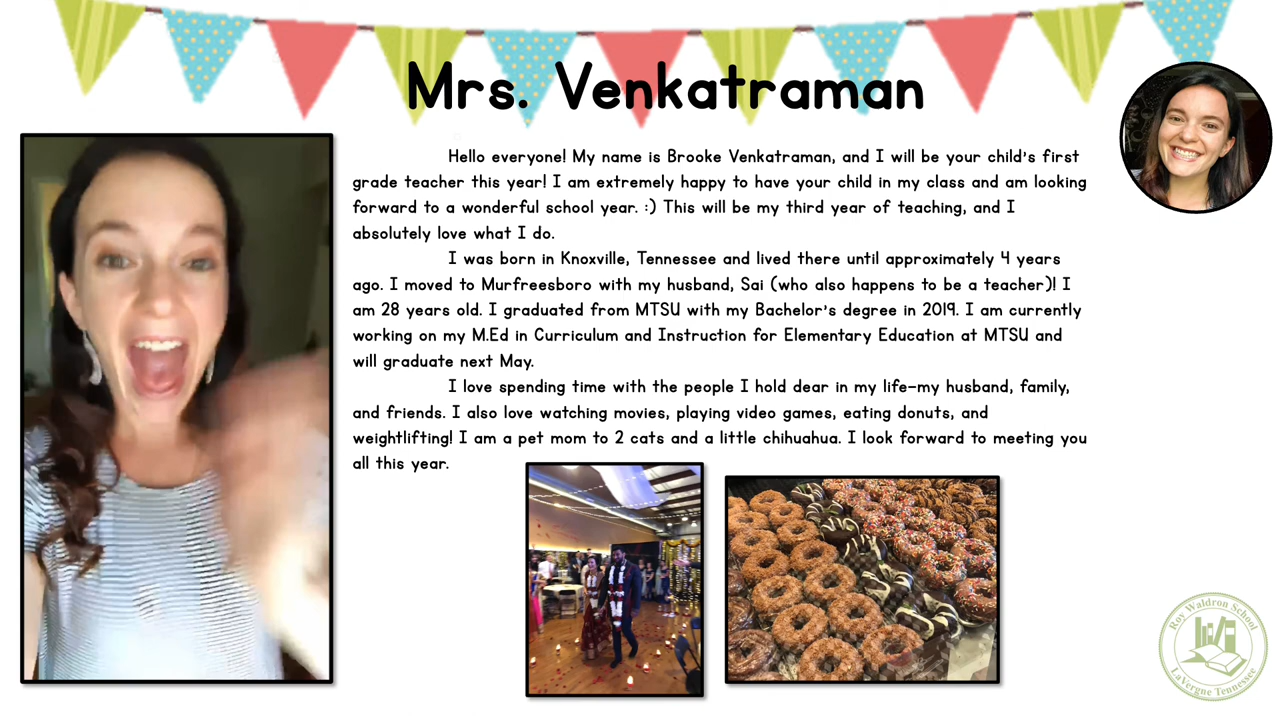 Mrs. Venkatraman
Hello everyone! My name is Brooke Venkatraman, and I will be your child's first
grade teacher this year! I am extremely happy to have your child in my class and am looking
forward to a wonderful school year. :) This will be my third year of teaching, and I
absolutely love what I do.
I was born in Knoxville, Tennessee and lived there until approximately 4 years
ago. I moved to Murfreesboro with my husband, Sai (who also happens to be a teacher)! I
am 28 years old. I graduated from MTSU with my Bachelor's degree in 2019. I am currently
working on my M.Ed in Curriculum and Instruction for Elementary Education at MTSU and
will graduate next May.
I love spending time with the people I hold dear in my life-my husband, family,
and friends. I also love watching movies, playing video games, eating donuts, and
weightlifting! I am a pet mom to 2 cats and a little chihuahua. I look forward to meeting you
all this year.
Roy Waldron School
LaVergne Tennessee